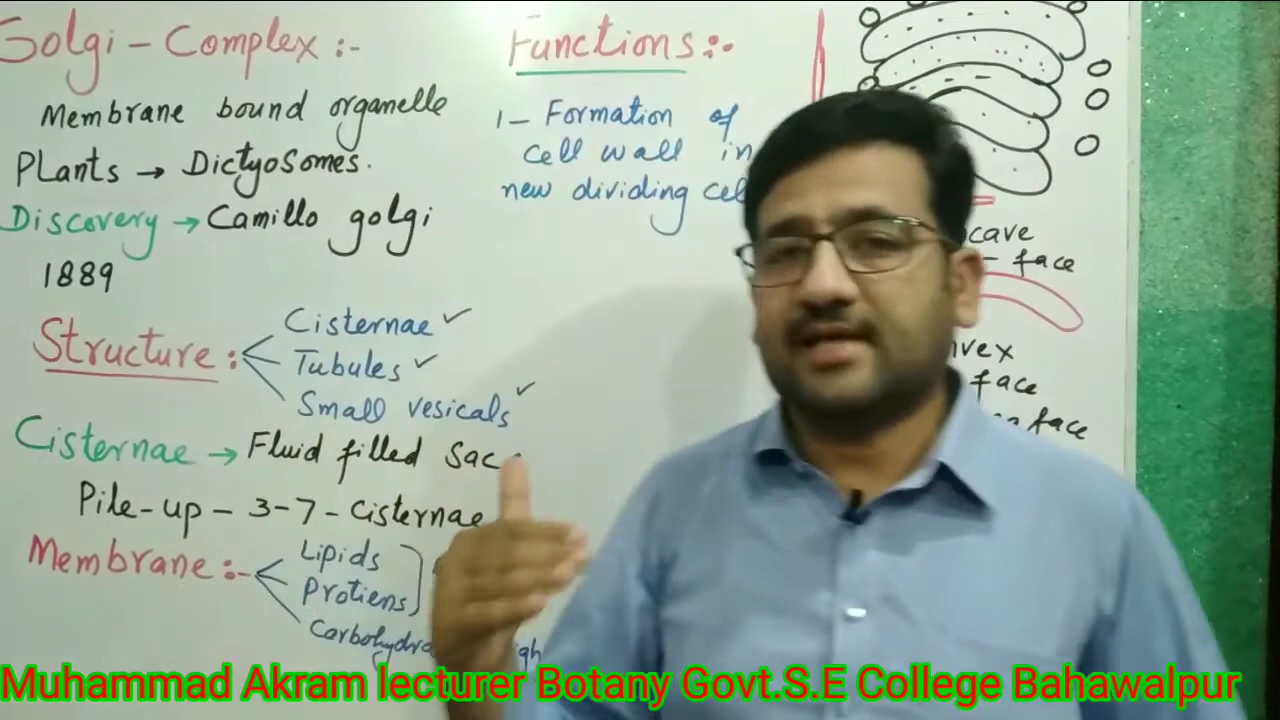 Golgi - Complex :-
Membrane bound organelle
Plants → Dictyosomes.
Discovery → Camillo golgi
1889
Structure :
Cisternae ✓
Tubules ✓
Small vesicals ✓
Cisternae → Fluid filled Sac
Pile-up - 3-7 - cisternae
Membrane :-
Lipids
Protiens
Functions :-
1- Formation of
cell wall in
new dividing
- face
face
face
Muhammad Akram lecturer Botany Govt.S.E College Bahawalpur